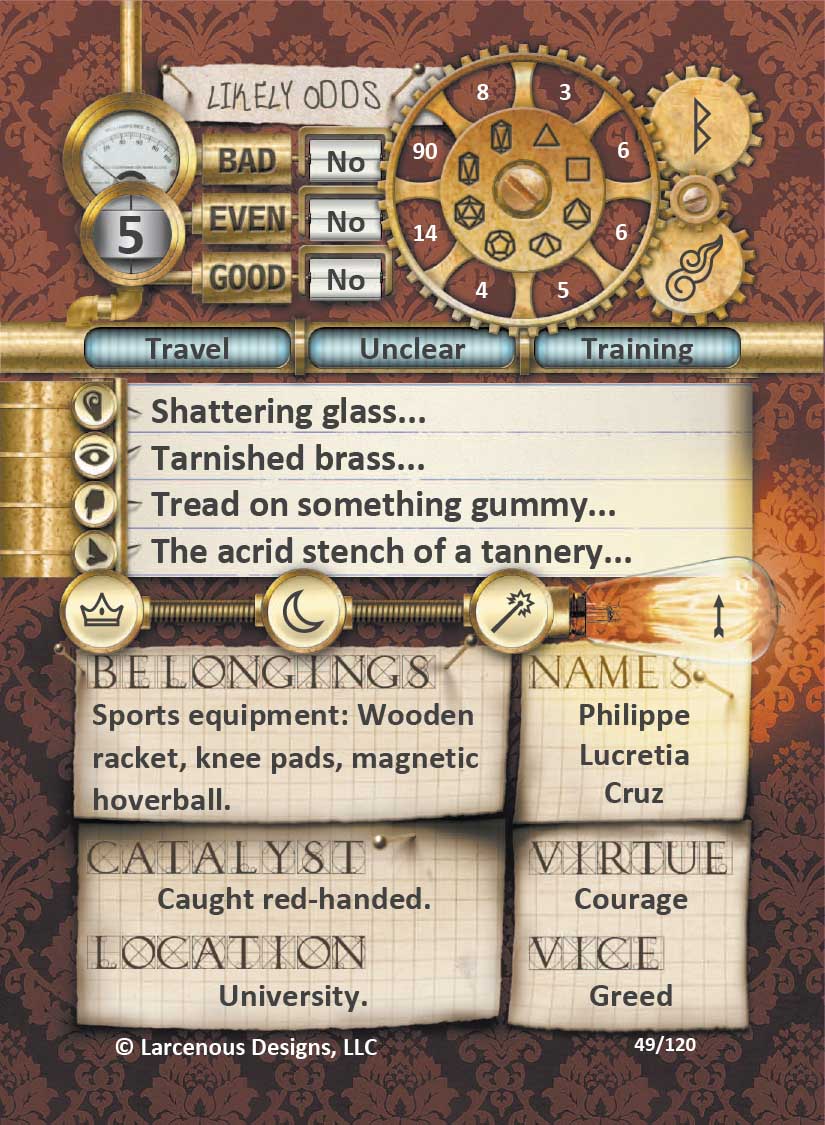 LIKELY ODDS
BAD No
5 EVEN No
GOOD No
8 3
90 6
14 6
4 5
ᛒ
Travel Unclear Training
Shattering glass...
Tarnished brass...
Tread on something gummy...
The acrid stench of a tannery...
BELONGINGS
Sports equipment: Wooden
racket, knee pads, magnetic
hoverball.
NAMES
Philippe
Lucretia
Cruz
CATALYST
Caught red-handed.
LOCATION
University.
VIRTUE
Courage
VICE
Greed
© Larcenous Designs, LLC
49/120